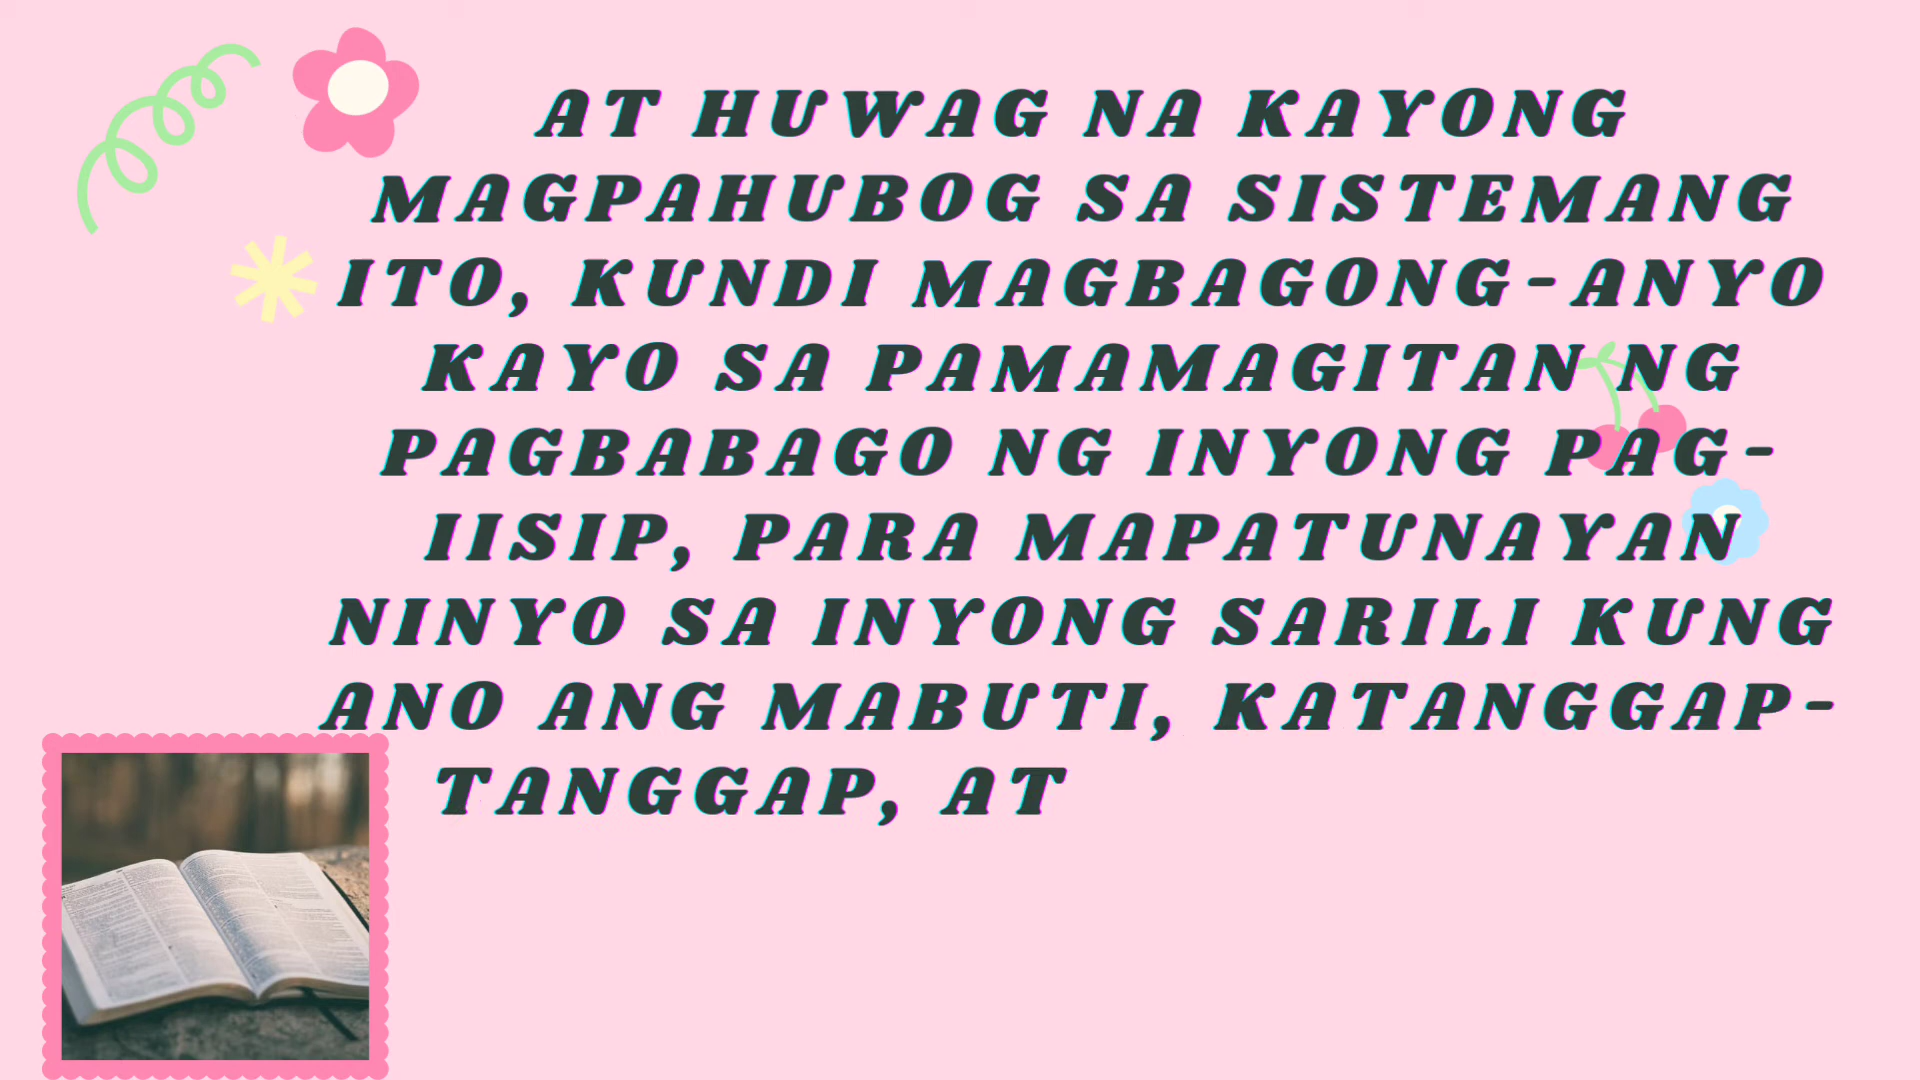 AT HUWAG NA KAYONG
MAGPAHUBOG SA SISTEMANG
ITO, KUNDI MAGBAGONG-ANYO
KAYO SA PAMAMAGITAN NG
PAGBABAGO NG INYONG PAG-
IISIP, PARA MAPATUNAYAN
NINYO SA INYONG SARILI KUNG
ANO ANG MABUTI, KATANGGAP-
TANGGAP, AT